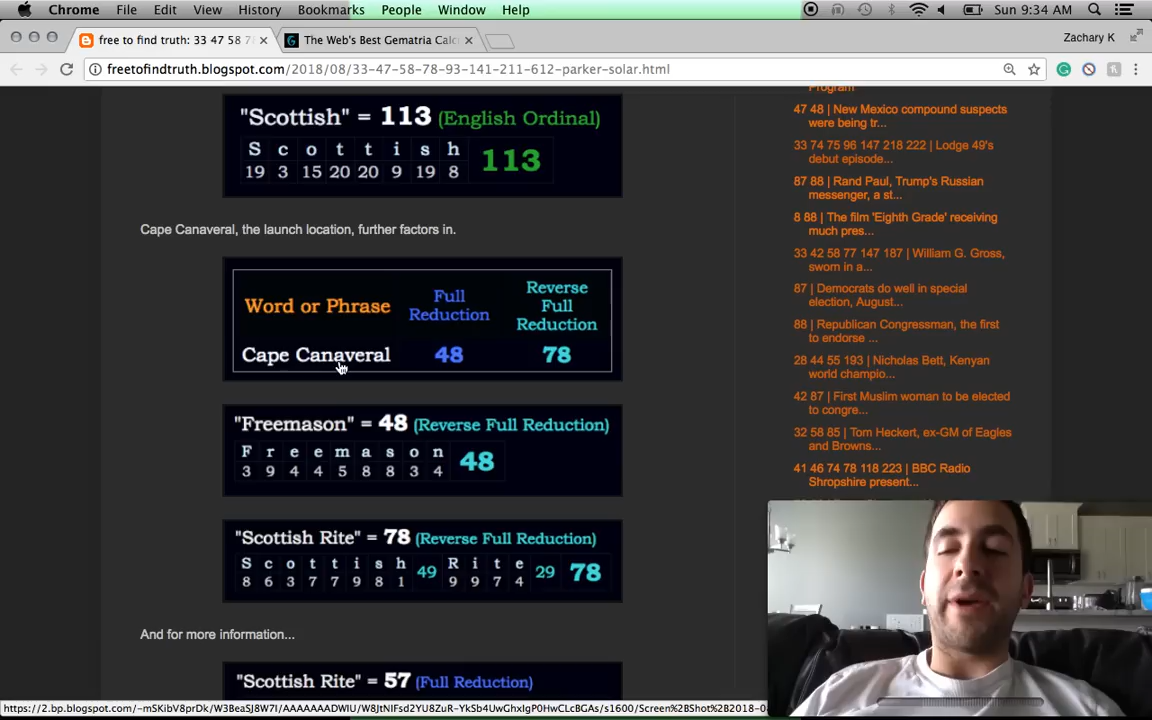 Chrome File Edit View History Bookmarks People Window Help Sun 9:34 AM
free to find truth: 33 47 58 7
The Web's Best Gematria Calc
Zachary K
freetofindtruth.blogspot.com/2018/08/33-47-58-78-93-141-211-612-parker-solar.html
"Scottish" = 113 (English Ordinal)
S c o t t i s h
19 3 15 20 20 9 19 8
113
Cape Canaveral, the launch location, further factors in.
Word or Phrase
Full
Reduction
Reverse
Full
Reduction
Cape Canaveral 48 78
"Freemason" = 48 (Reverse Full Reduction)
F r e e m a s o n
3 9 4 4 5 8 8 3 4
48
"Scottish Rite" = 78 (Reverse Full Reduction)
S c o t t i s h 49 R i t e 29 78
8 6 3 7 7 9 8 1 9 9 7 4
And for more information...
"Scottish Rite" = 57 (Full Reduction)
Program
47 48 | New Mexico compound suspects
were being tr...
33 74 75 96 147 218 222 | Lodge 49's
debut episode...
87 88 | Rand Paul, Trump's Russian
messenger, a st...
8 88 | The film 'Eighth Grade' receiving
much pres...
33 42 58 77 147 187 | William G. Gross,
sworn in a...
87 | Democrats do well in special
election, August...
88 | Republican Congressman, the first
to endorse ...
28 44 55 193 | Nicholas Bett, Kenyan
world champio...
42 87 | First Muslim woman to be elected
to congre...
32 58 85 | Tom Heckert, ex-GM of Eagles
and Browns...
41 46 74 78 118 223 | BBC Radio
Shropshire present...